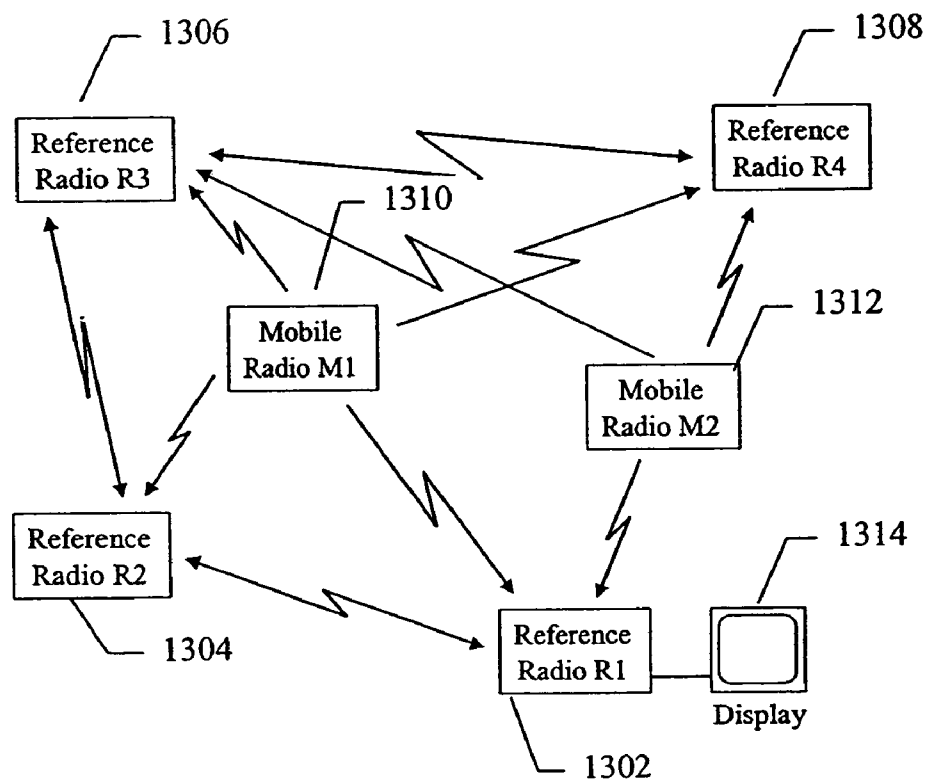 1306
1308
Reference
Radio R3
Reference
Radio R4
1310
1312
Mobile
Radio M1
Mobile
Radio M2
Reference
Radio R2
1314
1304
Reference
Radio R1
Display
1302